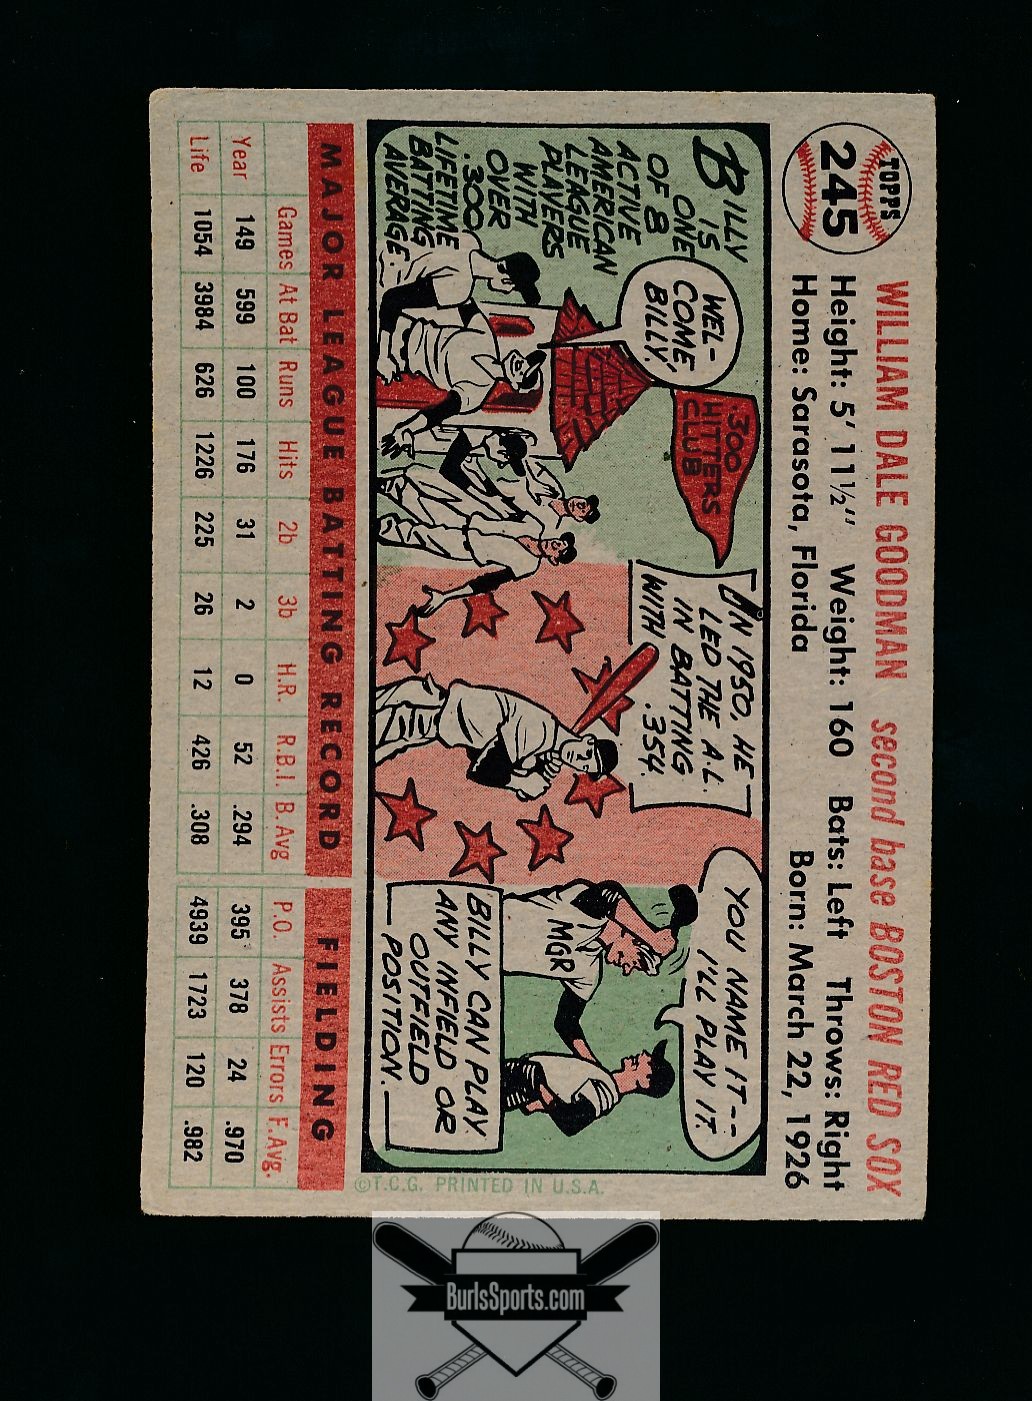 TOPPS
245
WILLIAM DALE GOODMAN second base BOSTON RED SOX
Height: 5' 11½" Weight: 160 Bats: Left Throws: Right
Home: Sarasota, Florida Born: March 22, 1926
BILLY
IS
ONE
OF 8
ACTIVE
AMERICAN
LEAGUE
PLAYERS
WITH
OVER
.300
LIFETIME
BATTING
AVERAGE.
WEL-
COME,
BILLY,
.300
HITTERS
CLUB
IN 1950, HE
LED THE A.L.
IN BATTING
WITH .354.
YOU NAME IT--
I'LL PLAY IT.
MGR
BILLY CAN PLAY
ANY INFIELD OR
OUTFIELD
POSITION.
©T.C.G. PRINTED IN U.S.A.
MAJOR LEAGUE BATTING RECORD FIELDING
Games At Bat Runs Hits 2b 3b H.R. R.B.I. B. Avg P.O. Assists Errors F. Avg.
Year 149 599 100 176 31 2 0 52 .294 395 378 24 .970
Life 1054 3984 626 1226 225 26 12 426 .308 4939 1723 120 .982
BurlsSports.com